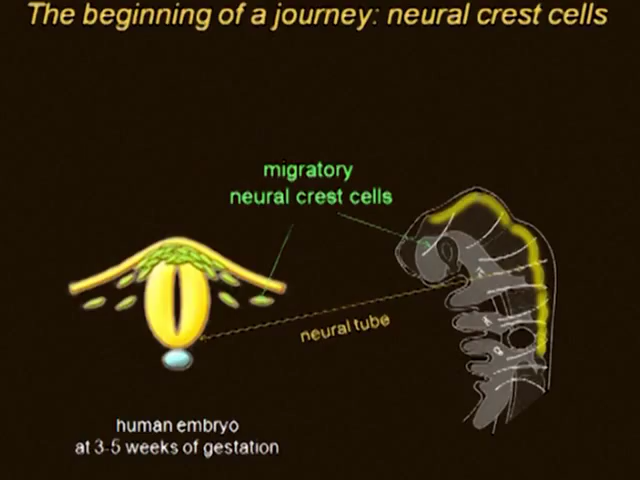 The beginning of a journey: neural crest cells
migratory
neural crest cells
neural tube
human embryo
at 3-5 weeks of gestation